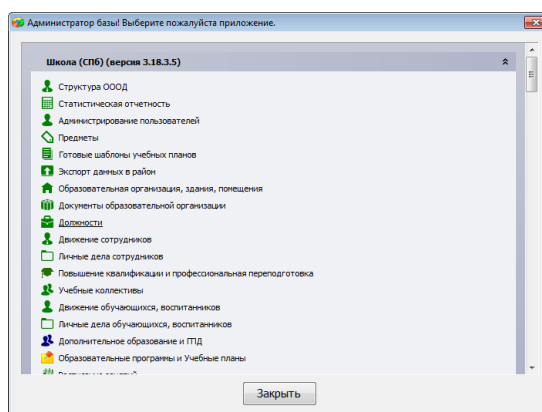 Администратор базы! Выберите пожалуйста приложение.
Школа (СПб) (версия 3.18.3.5)
Структура ОООД
Статистическая отчетность
Администрирование пользователей
Предметы
Готовые шаблоны учебных планов
Экспорт данных в район
Образовательная организация, здания, помещения
Документы образовательной организации
Должности
Движение сотрудников
Личные дела сотрудников
Повышение квалификации и профессиональная переподготовка
Учебные коллективы
Движение обучающихся, воспитанников
Личные дела обучающихся, воспитанников
Дополнительное образование и ГПД
Образовательные программы и Учебные планы
Закрыть